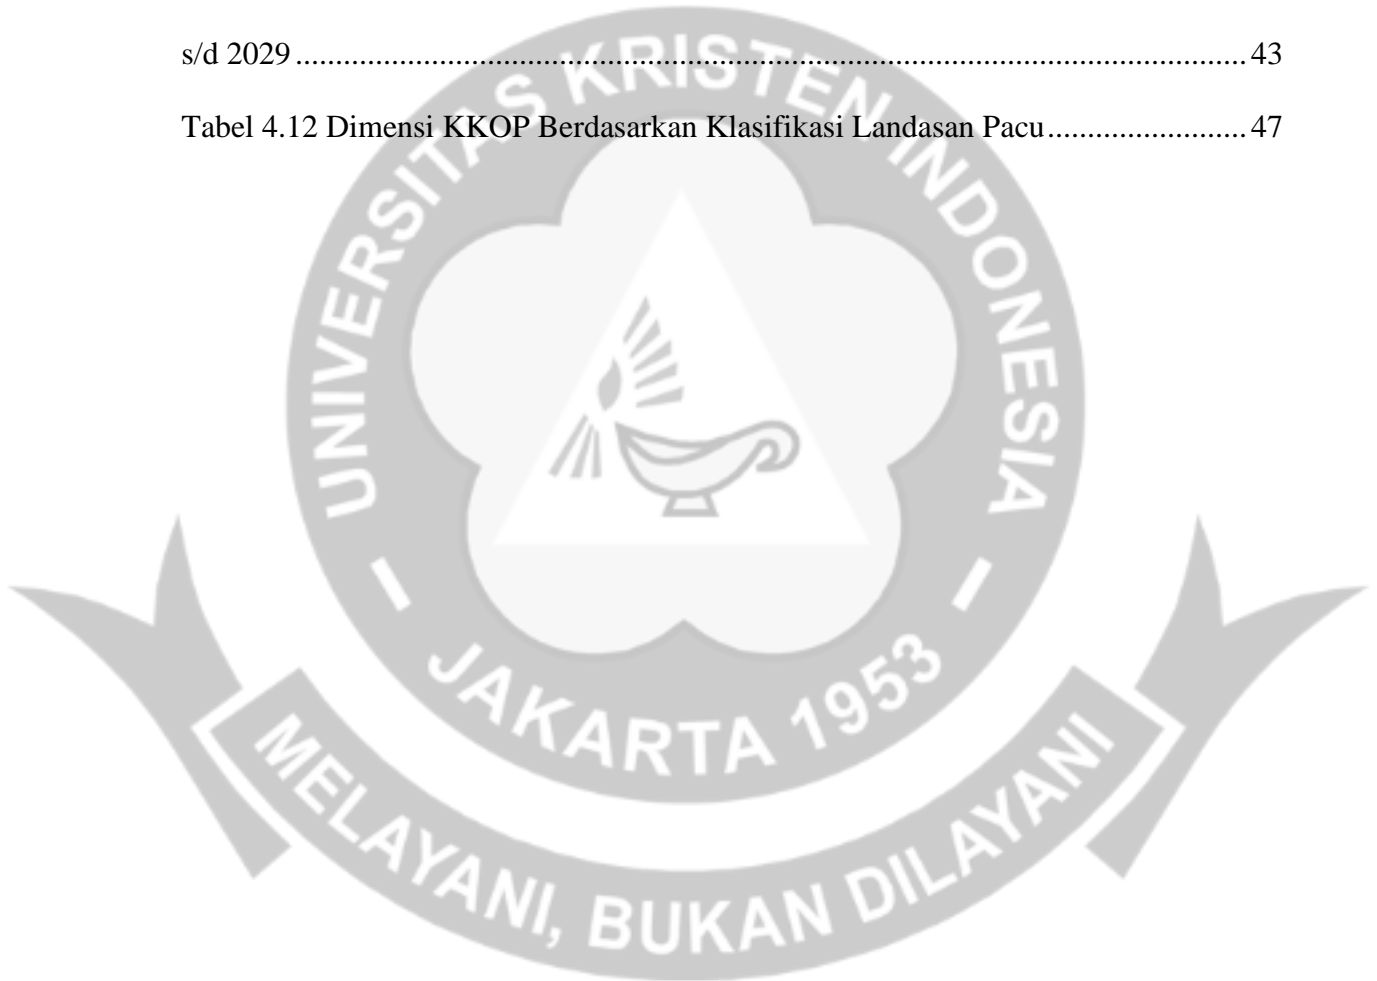 s/d 2029 ........................................................................................................................ 43
Tabel 4.12 Dimensi KKOP Berdasarkan Klasifikasi Landasan Pacu ......................... 47
UNIVERSITAS KRISTEN INDONESIA
JAKARTA 1953
MELAYANI, BUKAN DILAYANI